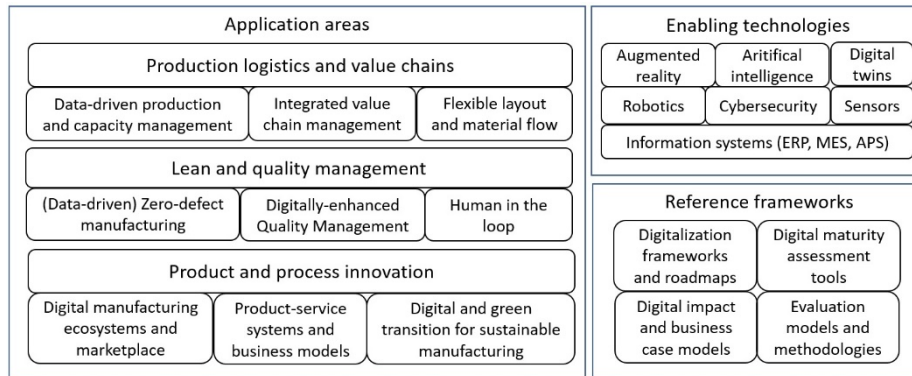 Application areas
Production logistics and value chains
Data-driven production
and capacity management
Integrated value
chain management
Flexible layout
and material flow
Lean and quality management
(Data-driven) Zero-defect
manufacturing
Digitally-enhanced
Quality Management
Human in the
loop
Product and process innovation
Digital manufacturing
ecosystems and
marketplace
Product-service
systems and
business models
Digital and green
transition for sustainable
manufacturing
Enabling technologies
Augmented
reality
Aritifical
intelligence
Digital
twins
Robotics
Cybersecurity
Sensors
Information systems (ERP, MES, APS)
Reference frameworks
Digitalization
frameworks
and roadmaps
Digital maturity
assessment
tools
Digital impact
and business
case models
Evaluation
models and
methodologies